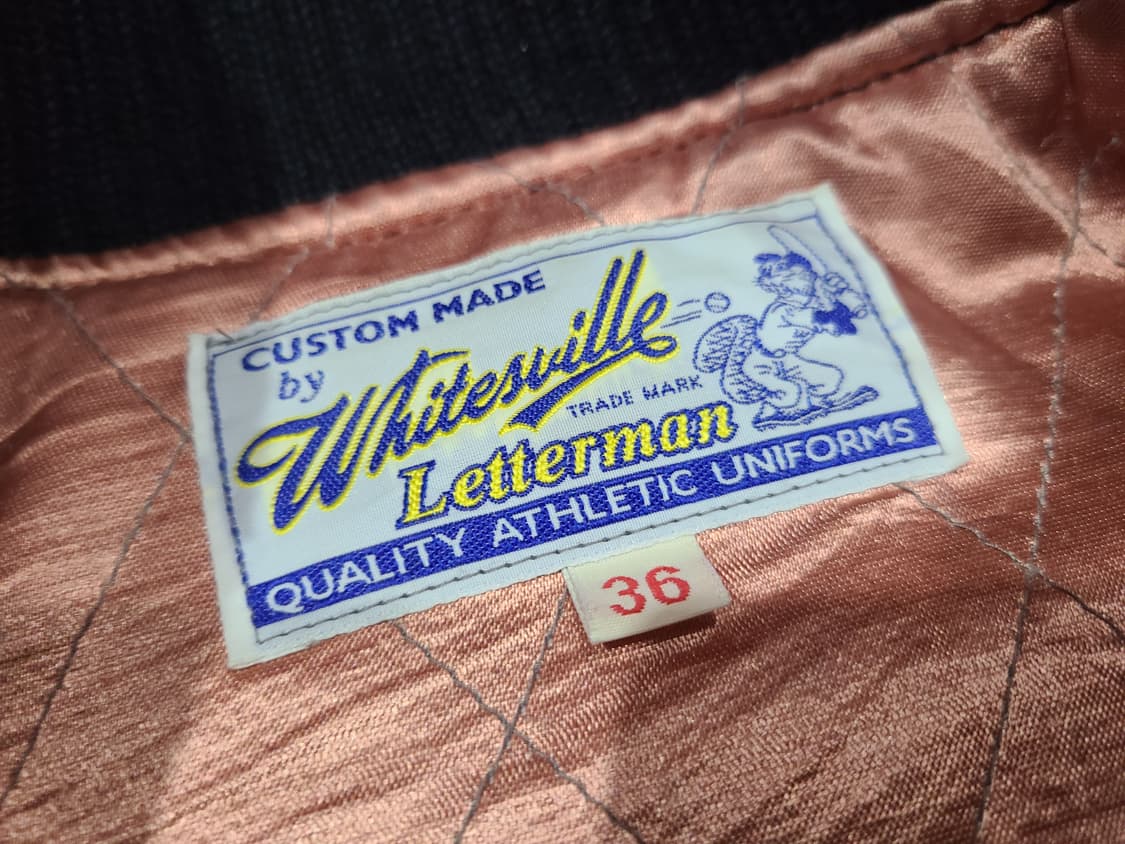 CUSTOM MADE
by
Whitesville
TRADE MARK
Letterman
QUALITY ATHLETIC UNIFORMS
36